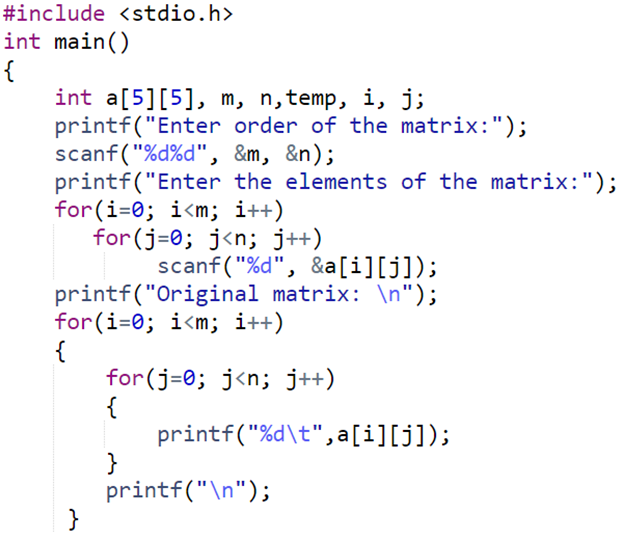 #include <stdio.h>
int main()
{
    int a[5][5], m, n,temp, i, j;
    printf("Enter order of the matrix:");
    scanf("%d%d", &m, &n);
    printf("Enter the elements of the matrix:");
    for(i=0; i<m; i++)
       for(j=0; j<n; j++)
            scanf("%d", &a[i][j]);
    printf("Original matrix: \n");
    for(i=0; i<m; i++)
    {
        for(j=0; j<n; j++)
        {
            printf("%d\t",a[i][j]);
        }
        printf("\n");
     }